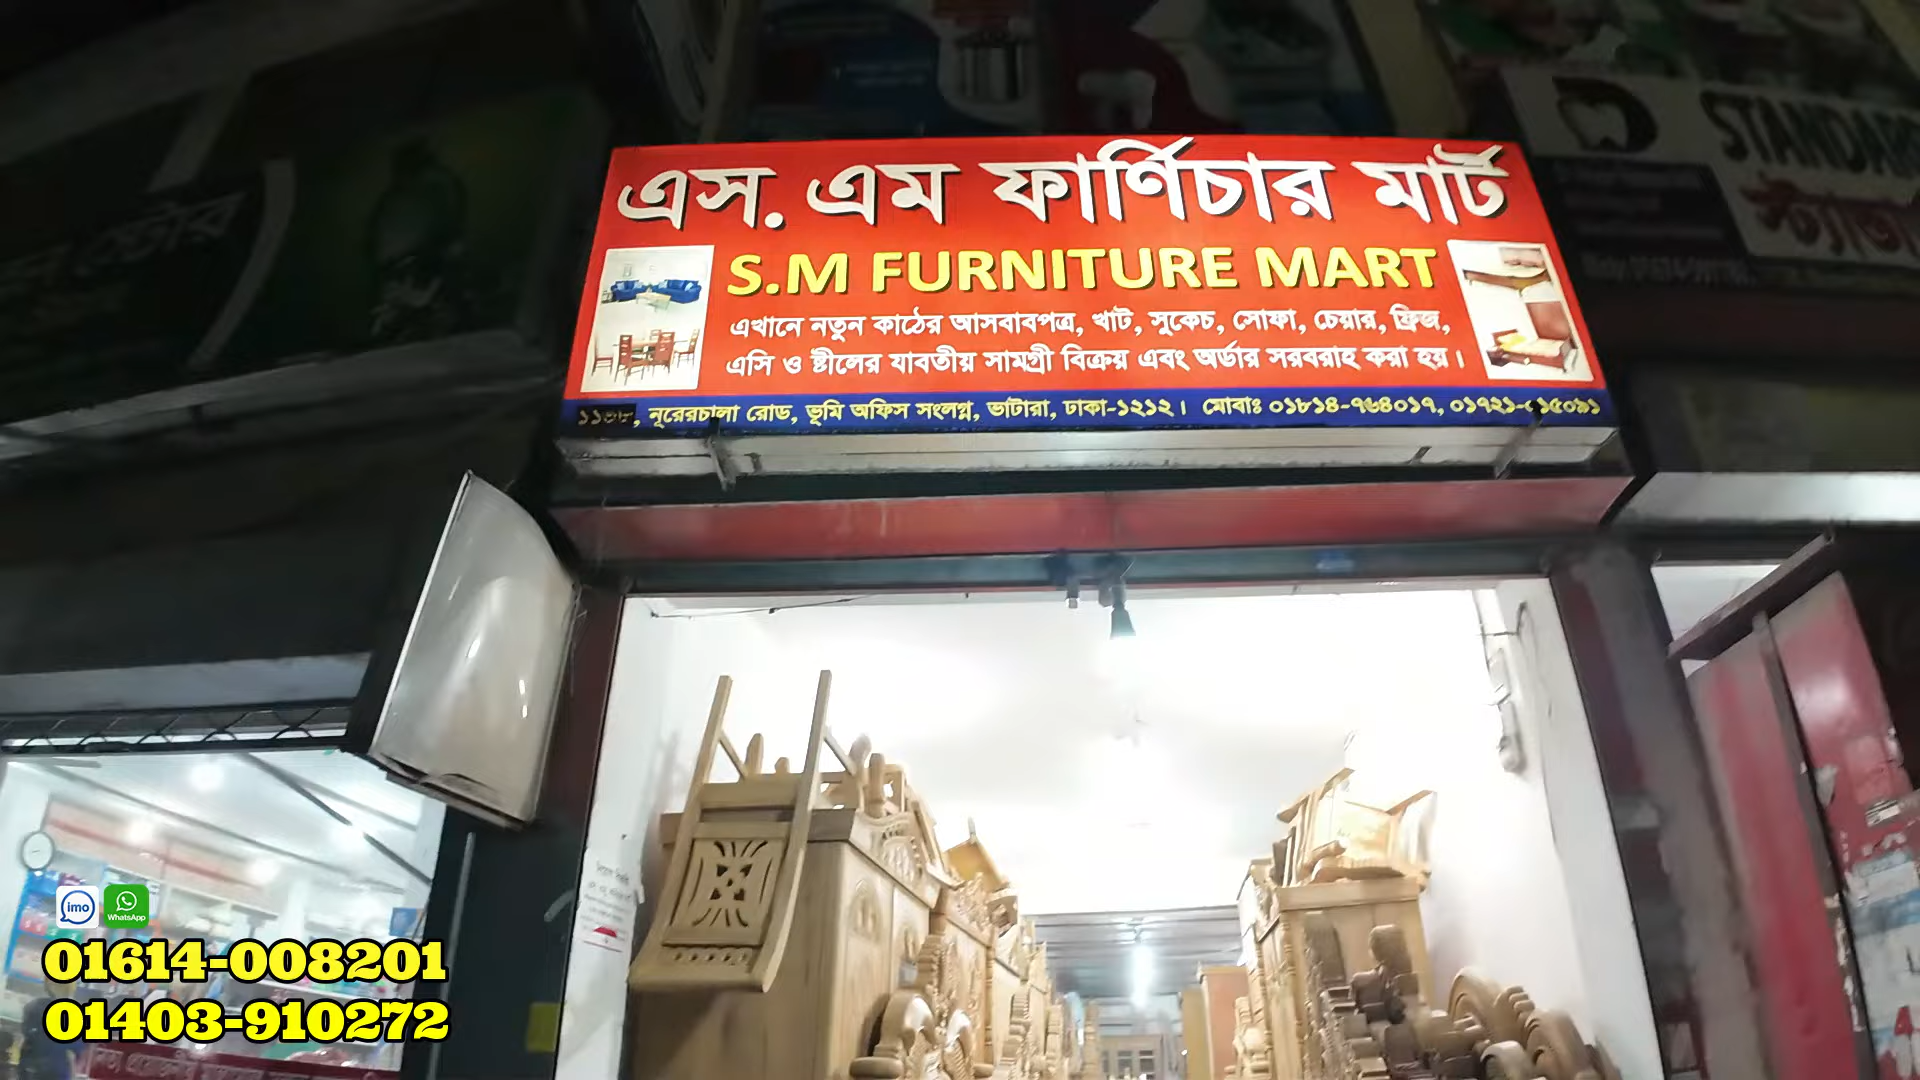 এস. এম ফার্ণিচার মার্ট
S.M FURNITURE MART
এখানে নতুন কাঠের আসবাবপত্র, খাট, সুকেচ, সোফা, চেয়ার, ফ্রিজ,
এসি ও ষ্টীলের যাবতীয় সামগ্রী বিক্রয় এবং অর্ডার সরবরাহ করা হয়।
নূরেরচালা রোড, ভূমি অফিস সংলগ্ন, ভাটারা, ঢাকা-১২১২। মোবাঃ ০১৮১৪-৭৬৪০১৭,
STANDAR
imo
WhatsApp
01614-008201
01403-910272